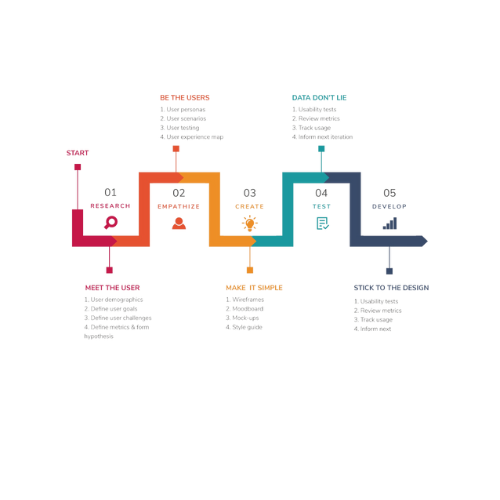 BE THE USERS
1. User personas
2. User scenarios
3. User testing
4. User experience map
DATA DON'T LIE
1. Usability tests
2. Review metrics
3. Track usage
4. Inform next iteration
START
01
RESEARCH
02
EMPATHIZE
03
CREATE
04
TEST
05
DEVELOP
MEET THE USER
1. User demographics
2. Define user goals
3. Define user challenges
4. Define metrics & form
hypothesis
MAKE IT SIMPLE
1. Wireframes
2. Moodboard
3. Mock-ups
4. Style guide
STICK TO THE DESIGN
1. Usability tests
2. Review metrics
3. Track usage
4. Inform next